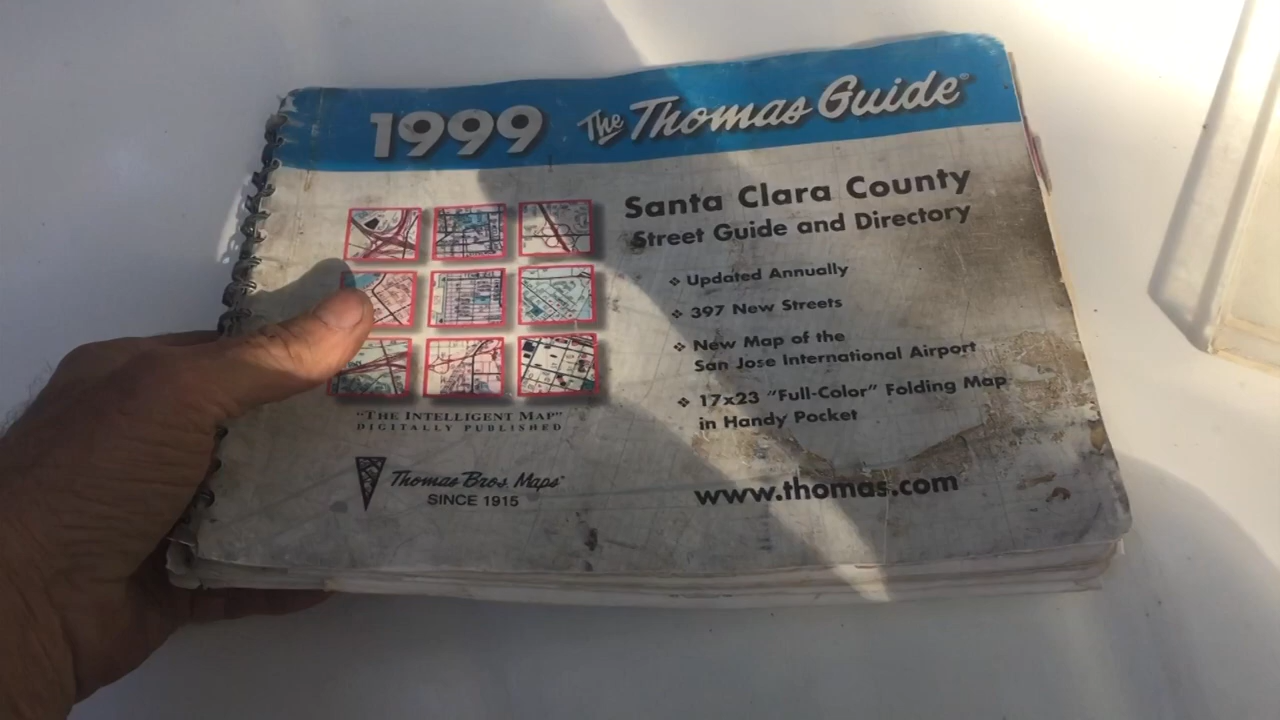 1999 The Thomas Guide®
Santa Clara County
Street Guide and Directory
❖ Updated Annually
❖ 397 New Streets
❖ New Map of the
San Jose International Airport
❖ 17x23 "Full-Color" Folding Map
in Handy Pocket
"THE INTELLIGENT MAP"
DIGITALLY PUBLISHED
Thomas Bros. Maps®
SINCE 1915
www.thomas.com